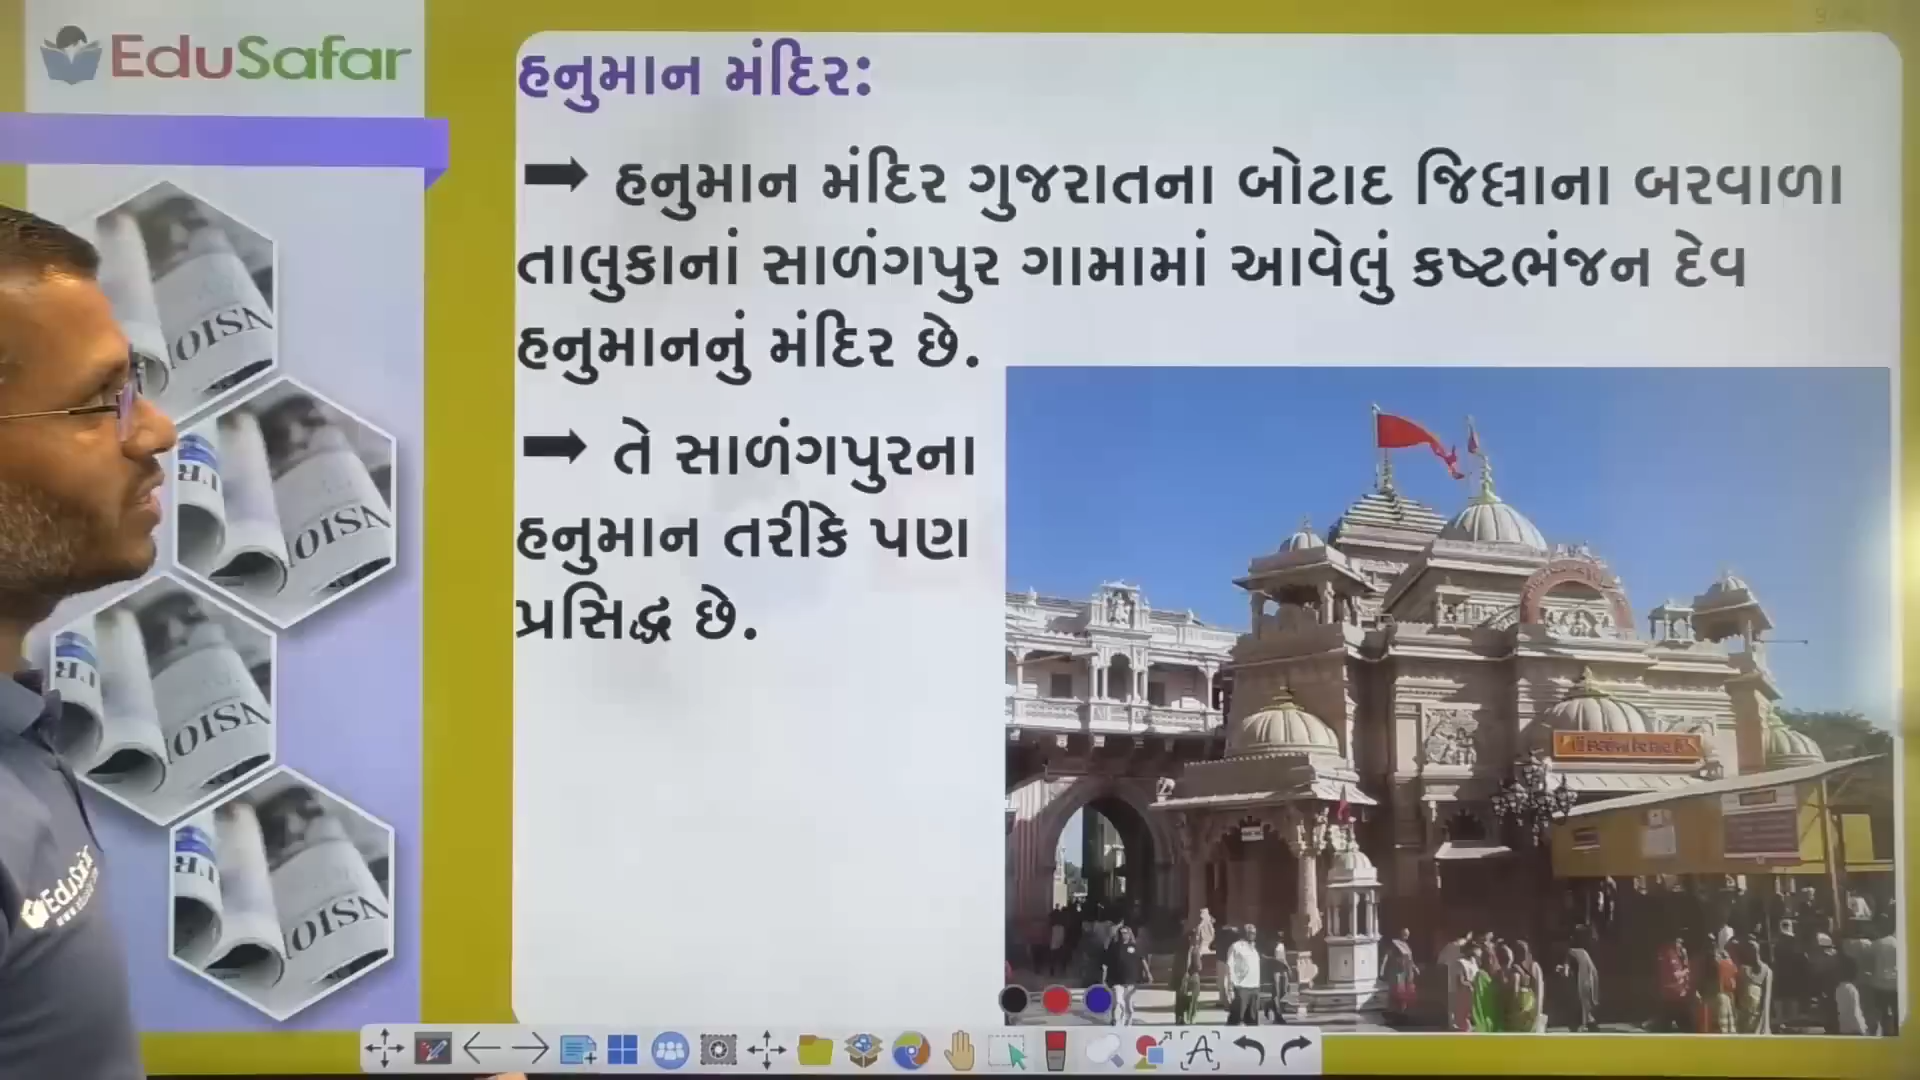 EduSafar
હનુમાન મંદિર:
➡ હનુમાન મંદિર ગુજરાતના બોટાદ જિલ્લાના બરવાળા
તાલુકાનાં સાળંગપુર ગામામાં આવેલું કષ્ટભંજન દેવ
હનુમાનનું મંદિર છે.
➡ તે સાળંગપુરના
હનુમાન તરીકે પણ
પ્રસિદ્ધ છે.
EduSafar